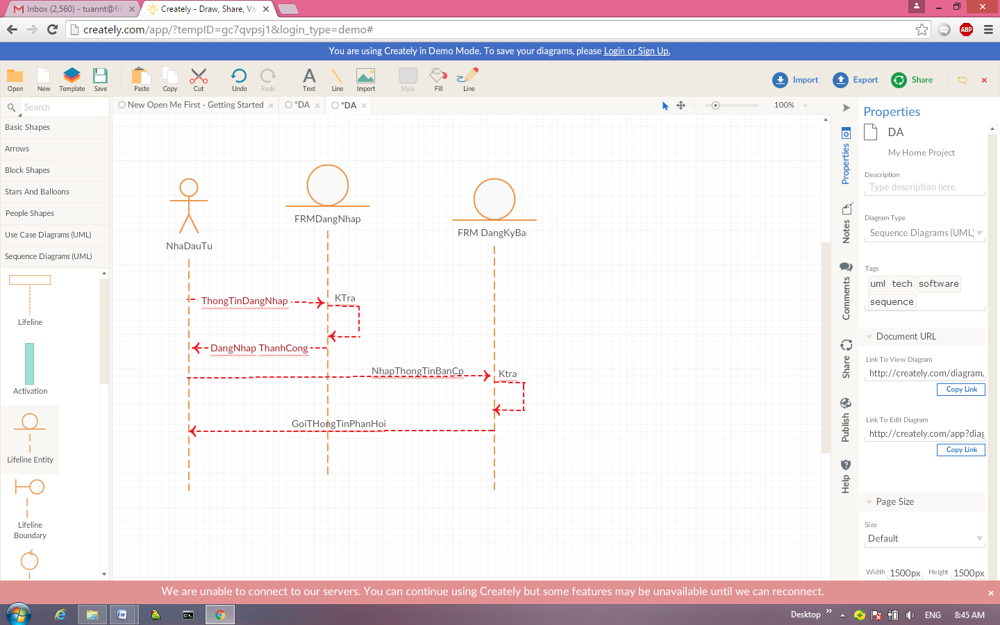 Inbox (2,560) - tuannt@fit
Creately - Draw, Share, Va
creately.com/app/?tempID=gc7qvpsj1&login_type=demo#
ABP
You are using Creately in Demo Mode. To save your diagrams, please Login or Sign Up.
Open New Template Save Paste Copy Cut Undo Redo Text Line Import Style Fill Line
Import Export Share
Search
New Open Me First - Getting Started
*DA
*DA
100%
Basic Shapes
Arrows
Block Shapes
Stars And Balloons
People Shapes
Use Case Diagrams (UML)
Sequence Diagrams (UML)
Lifeline
Activation
Lifeline Entity
Lifeline
Boundary
NhaDauTu
FRMDangNhap
FRM DangKyBa
ThongTinDangNhap
KTra
DangNhap ThanhCong
NhapThongTinBanCp
Ktra
GoiTHongTinPhanHoi
Properties
Notes
Comments
Share
Publish
Help
Properties
DA
My Home Project
Description
Type description here.
Diagram Type
Sequence Diagrams (UML)
Tags
uml tech software
sequence
Document URL
Link To View Diagram
http://creately.com/diagram/
Copy Link
Link To Edit Diagram
http://creately.com/app?diag
Copy Link
Page Size
Size
Default
Width 1500px Height 1500px
We are unable to connect to our servers. You can continue using Creately but some features may be unavailable until we can reconnect.
Desktop
ENG
8:45 AM